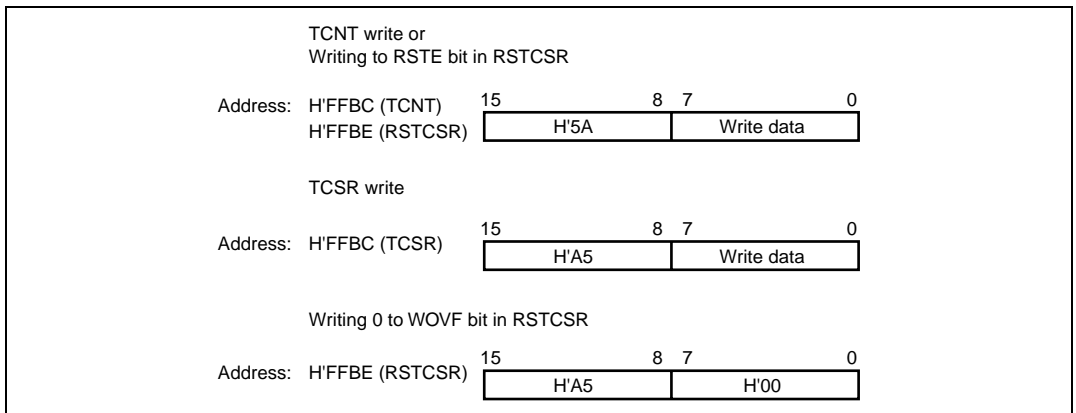 TCNT write or
Writing to RSTE bit in RSTCSR
15 8 7 0
Address: H'FFBC (TCNT)
H'FFBE (RSTCSR) H'5A Write data
TCSR write
15 8 7 0
Address: H'FFBC (TCSR) H'A5 Write data
Writing 0 to WOVF bit in RSTCSR
15 8 7 0
Address: H'FFBE (RSTCSR) H'A5 H'00